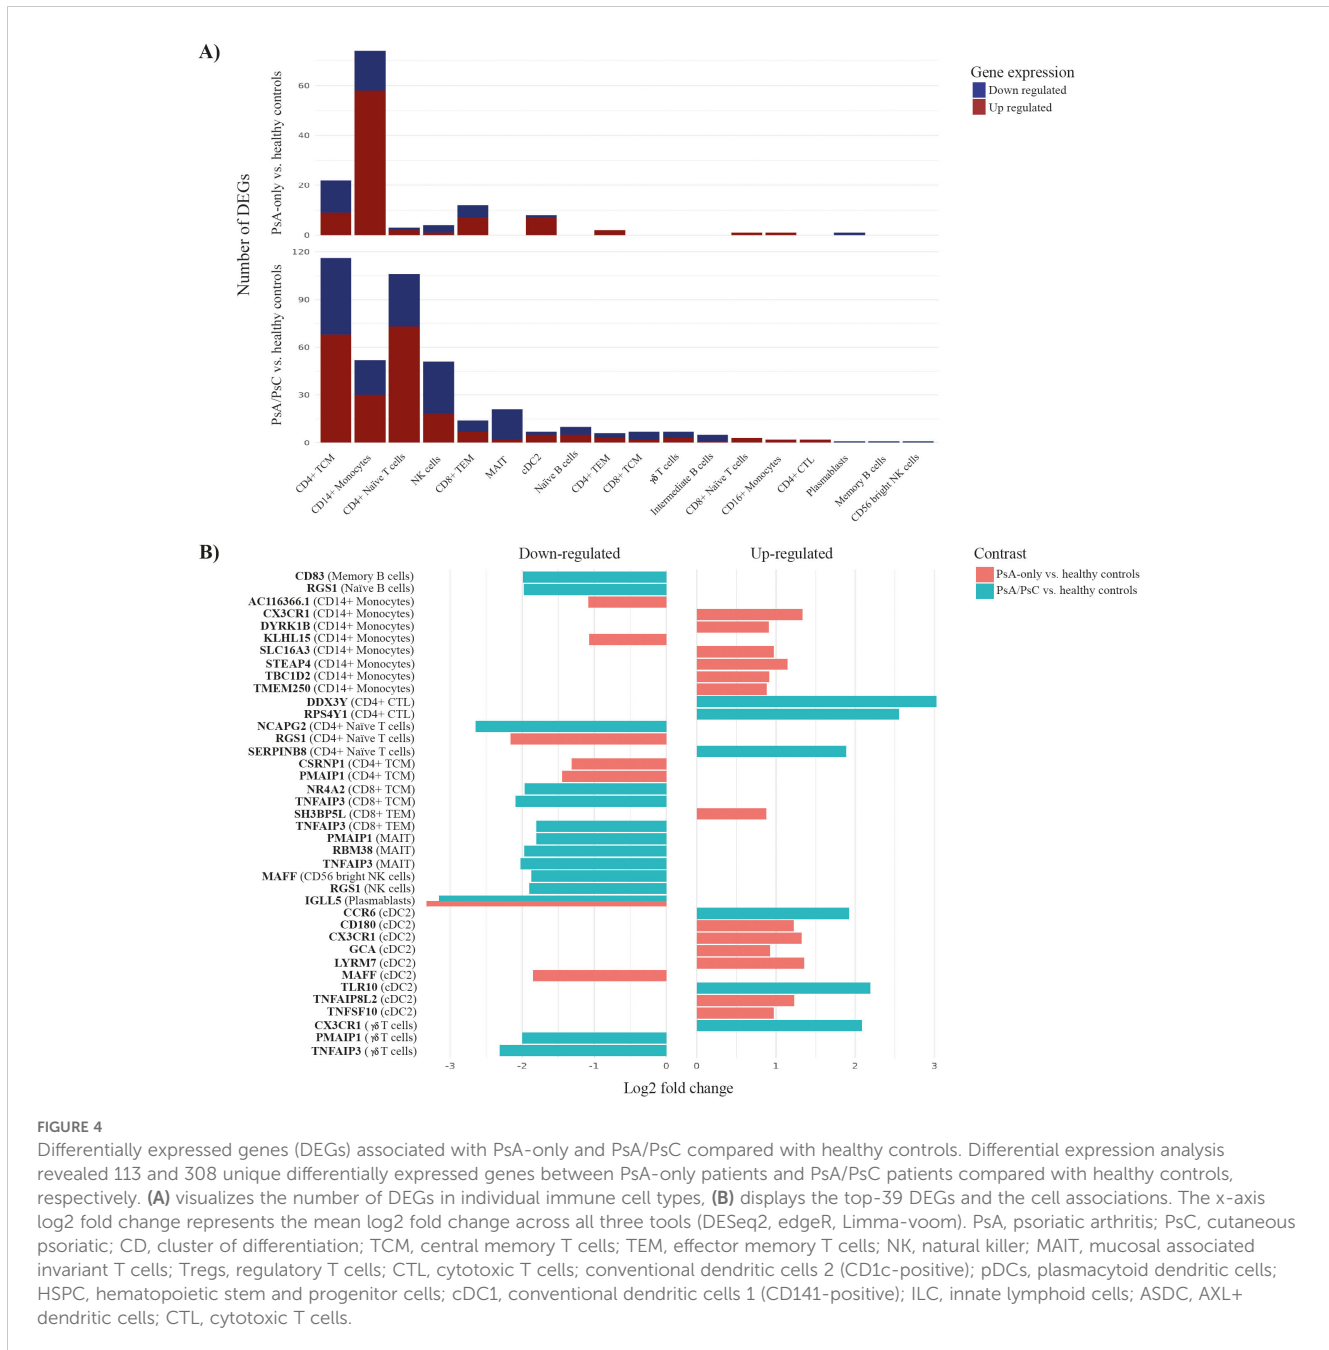 A)
Gene expression
Down regulated
Up regulated
Number of DEGs
PsA-only vs. healthy controls
60
40
20
0
PsA/PsC vs. healthy controls
120
90
60
30
0
CD4+ TCM
CD14+ Monocytes
CD4+ Naïve T cells
NK cells
CD8+ TEM
MAIT
cDC2
Naïve B cells
CD4+ TEM
CD8+ TCM
γδ T cells
Intermediate B cells
CD8+ Naïve T cells
CD16+ Monocytes
CD4+ CTL
Plasmablasts
Memory B cells
CD56 bright NK cells
B)
Down-regulated
Up-regulated
Contrast
PsA-only vs. healthy controls
PsA/PsC vs. healthy controls
CD83 (Memory B cells)
RGS1 (Naïve B cells)
AC116366.1 (CD14+ Monocytes)
CX3CR1 (CD14+ Monocytes)
DYRK1B (CD14+ Monocytes)
KLHL15 (CD14+ Monocytes)
SLC16A3 (CD14+ Monocytes)
STEAP4 (CD14+ Monocytes)
TBC1D2 (CD14+ Monocytes)
TMEM250 (CD14+ Monocytes)
DDX3Y (CD4+ CTL)
RPS4Y1 (CD4+ CTL)
NCAPG2 (CD4+ Naïve T cells)
RGS1 (CD4+ Naïve T cells)
SERPINB8 (CD4+ Naïve T cells)
CSRNP1 (CD4+ TCM)
PMAIP1 (CD4+ TCM)
NR4A2 (CD8+ TCM)
TNFAIP3 (CD8+ TCM)
SH3BP5L (CD8+ TEM)
TNFAIP3 (CD8+ TEM)
PMAIP1 (MAIT)
RBM38 (MAIT)
TNFAIP3 (MAIT)
MAFF (CD56 bright NK cells)
RGS1 (NK cells)
IGLL5 (Plasmablasts)
CCR6 (cDC2)
CD180 (cDC2)
CX3CR1 (cDC2)
GCA (cDC2)
LYRM7 (cDC2)
MAFF (cDC2)
TLR10 (cDC2)
TNFAIP8L2 (cDC2)
TNFSF10 (cDC2)
CX3CR1 ( γδ T cells)
PMAIP1 ( γδ T cells)
TNFAIP3 ( γδ T cells)
-3 -2 -1 0 0 1 2 3
Log2 fold change
FIGURE 4
Differentially expressed genes (DEGs) associated with PsA-only and PsA/PsC compared with healthy controls. Differential expression analysis
revealed 113 and 308 unique differentially expressed genes between PsA-only patients and PsA/PsC patients compared with healthy controls,
respectively. (A) visualizes the number of DEGs in individual immune cell types, (B) displays the top-39 DEGs and the cell associations. The x-axis
log2 fold change represents the mean log2 fold change across all three tools (DESeq2, edgeR, Limma-voom). PsA, psoriatic arthritis; PsC, cutaneous
psoriatic; CD, cluster of differentiation; TCM, central memory T cells; TEM, effector memory T cells; NK, natural killer; MAIT, mucosal associated
invariant T cells; Tregs, regulatory T cells; CTL, cytotoxic T cells; conventional dendritic cells 2 (CD1c-positive); pDCs, plasmacytoid dendritic cells;
HSPC, hematopoietic stem and progenitor cells; cDC1, conventional dendritic cells 1 (CD141-positive); ILC, innate lymphoid cells; ASDC, AXL+
dendritic cells; CTL, cytotoxic T cells.